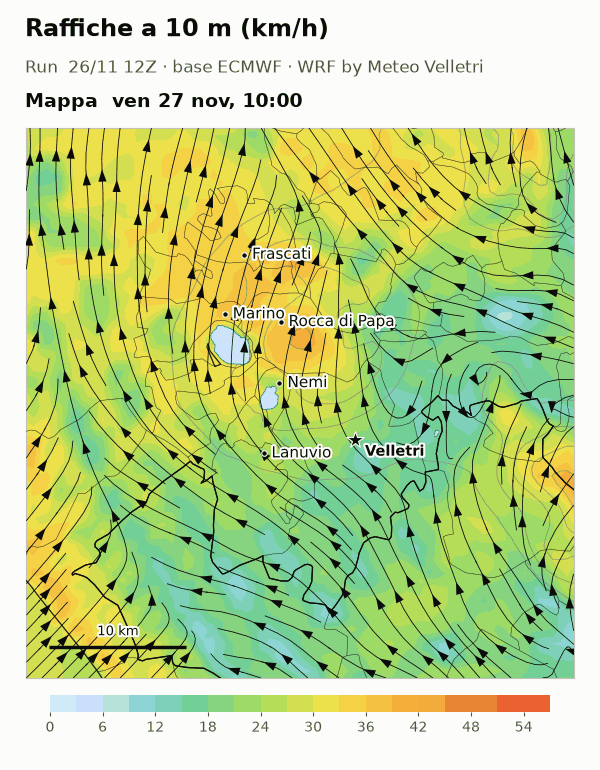 Raffiche a 10 m (km/h)
Run  26/11 12Z · base ECMWF · WRF by Meteo Velletri
Mappa  ven 27 nov, 10:00
Frascati
Marino
Rocca di Papa
Nemi
Lanuvio
Velletri
10 km
0 6 12 18 24 30 36 42 48 54